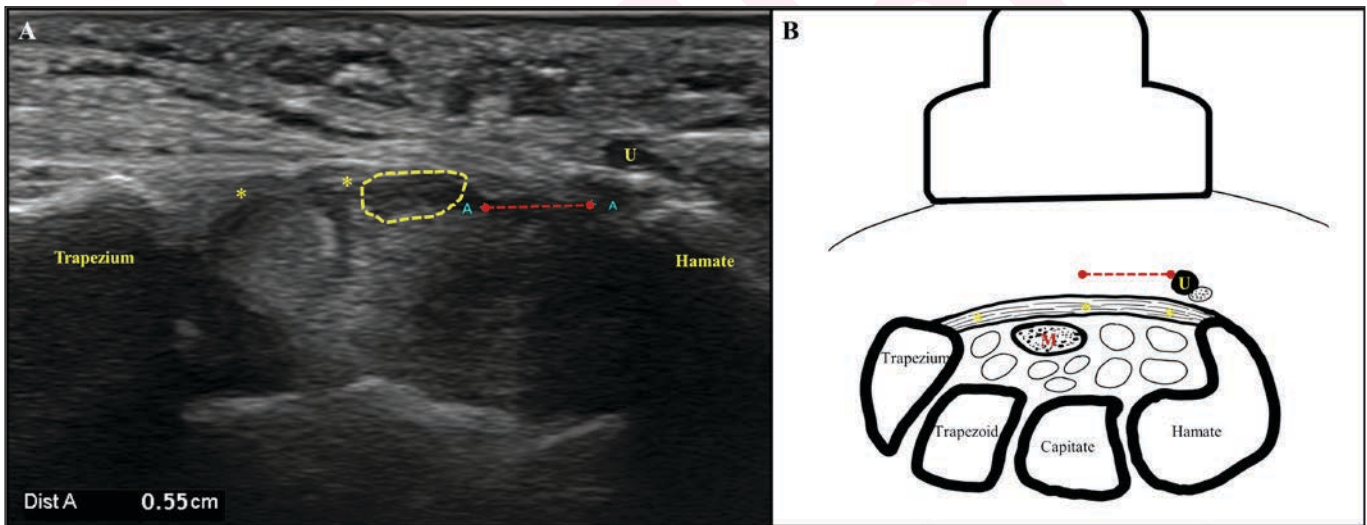 A
*
*
U
A
A
Trapezium
Hamate
Dist A 0.55cm
B
U
M
Trapezium
Trapezoid
Capitate
Hamate